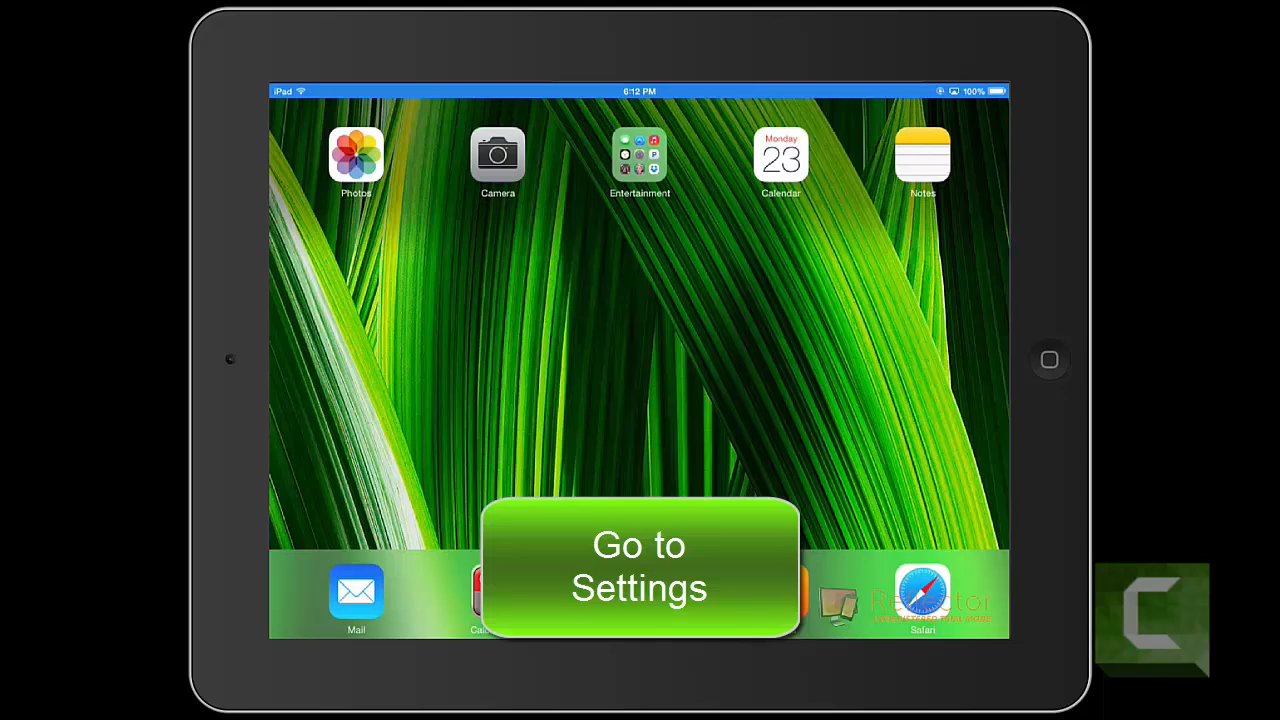 iPad
6:12 PM
100%
Monday
23
Photos
Camera
Entertainment
Calendar
Notes
Go to
Settings
Mail
Safari